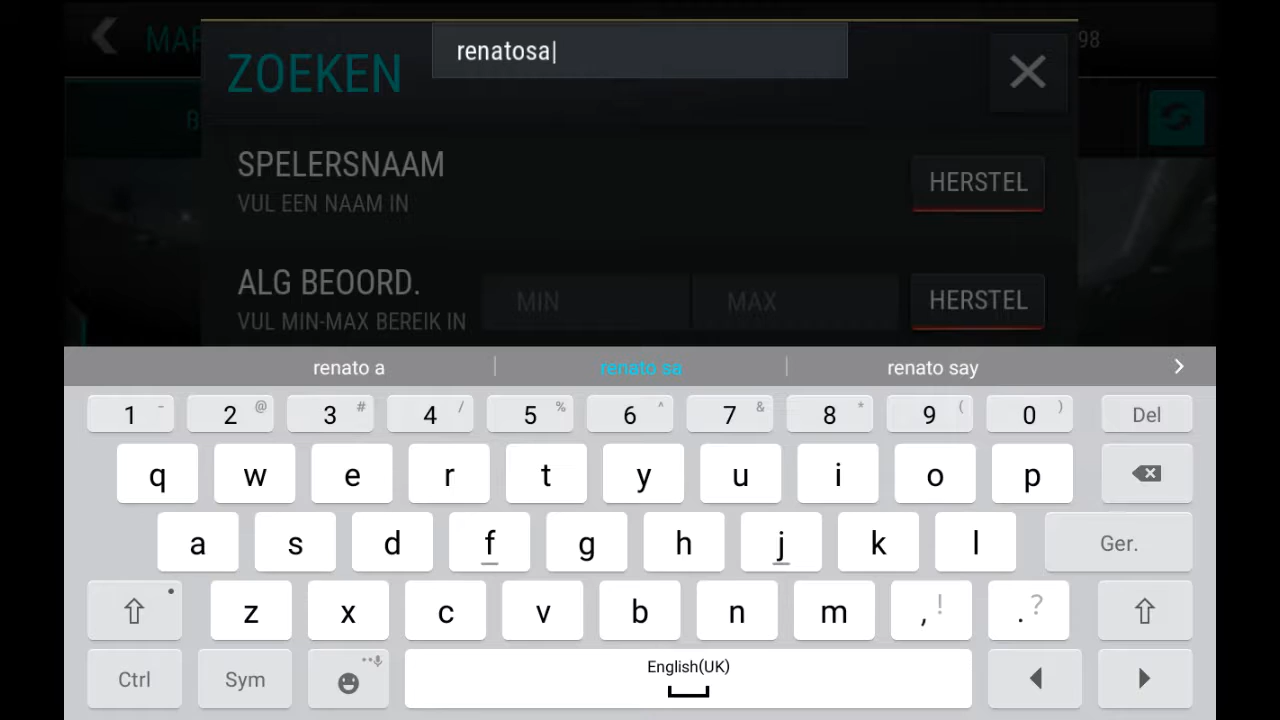 MAR
98
renatosa
ZOEKEN
B
SPELERSNAAM
VUL EEN NAAM IN
HERSTEL
ALG BEOORD.
VUL MIN-MAX BEREIK IN
MIN
MAX
HERSTEL
renato a
renato sa
renato say
1 - 2 @ 3 # 4 / 5 % 6 ^ 7 & 8 * 9 ( 0 ) Del
q w e r t y u i o p
a s d f g h j k l Ger.
z x c v b n m , ! . ?
Ctrl Sym English(UK)